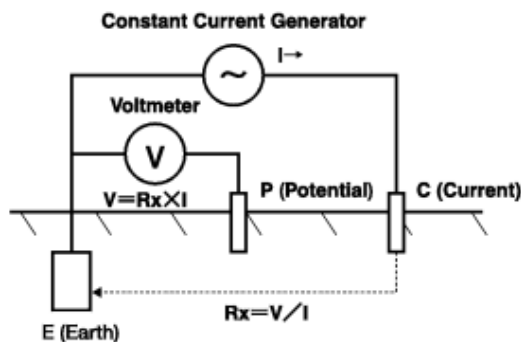 Constant Current Generator
I→
~
Voltmeter
V
V=Rx×I
P (Potential)
C (Current)
Rx=V/I
E (Earth)